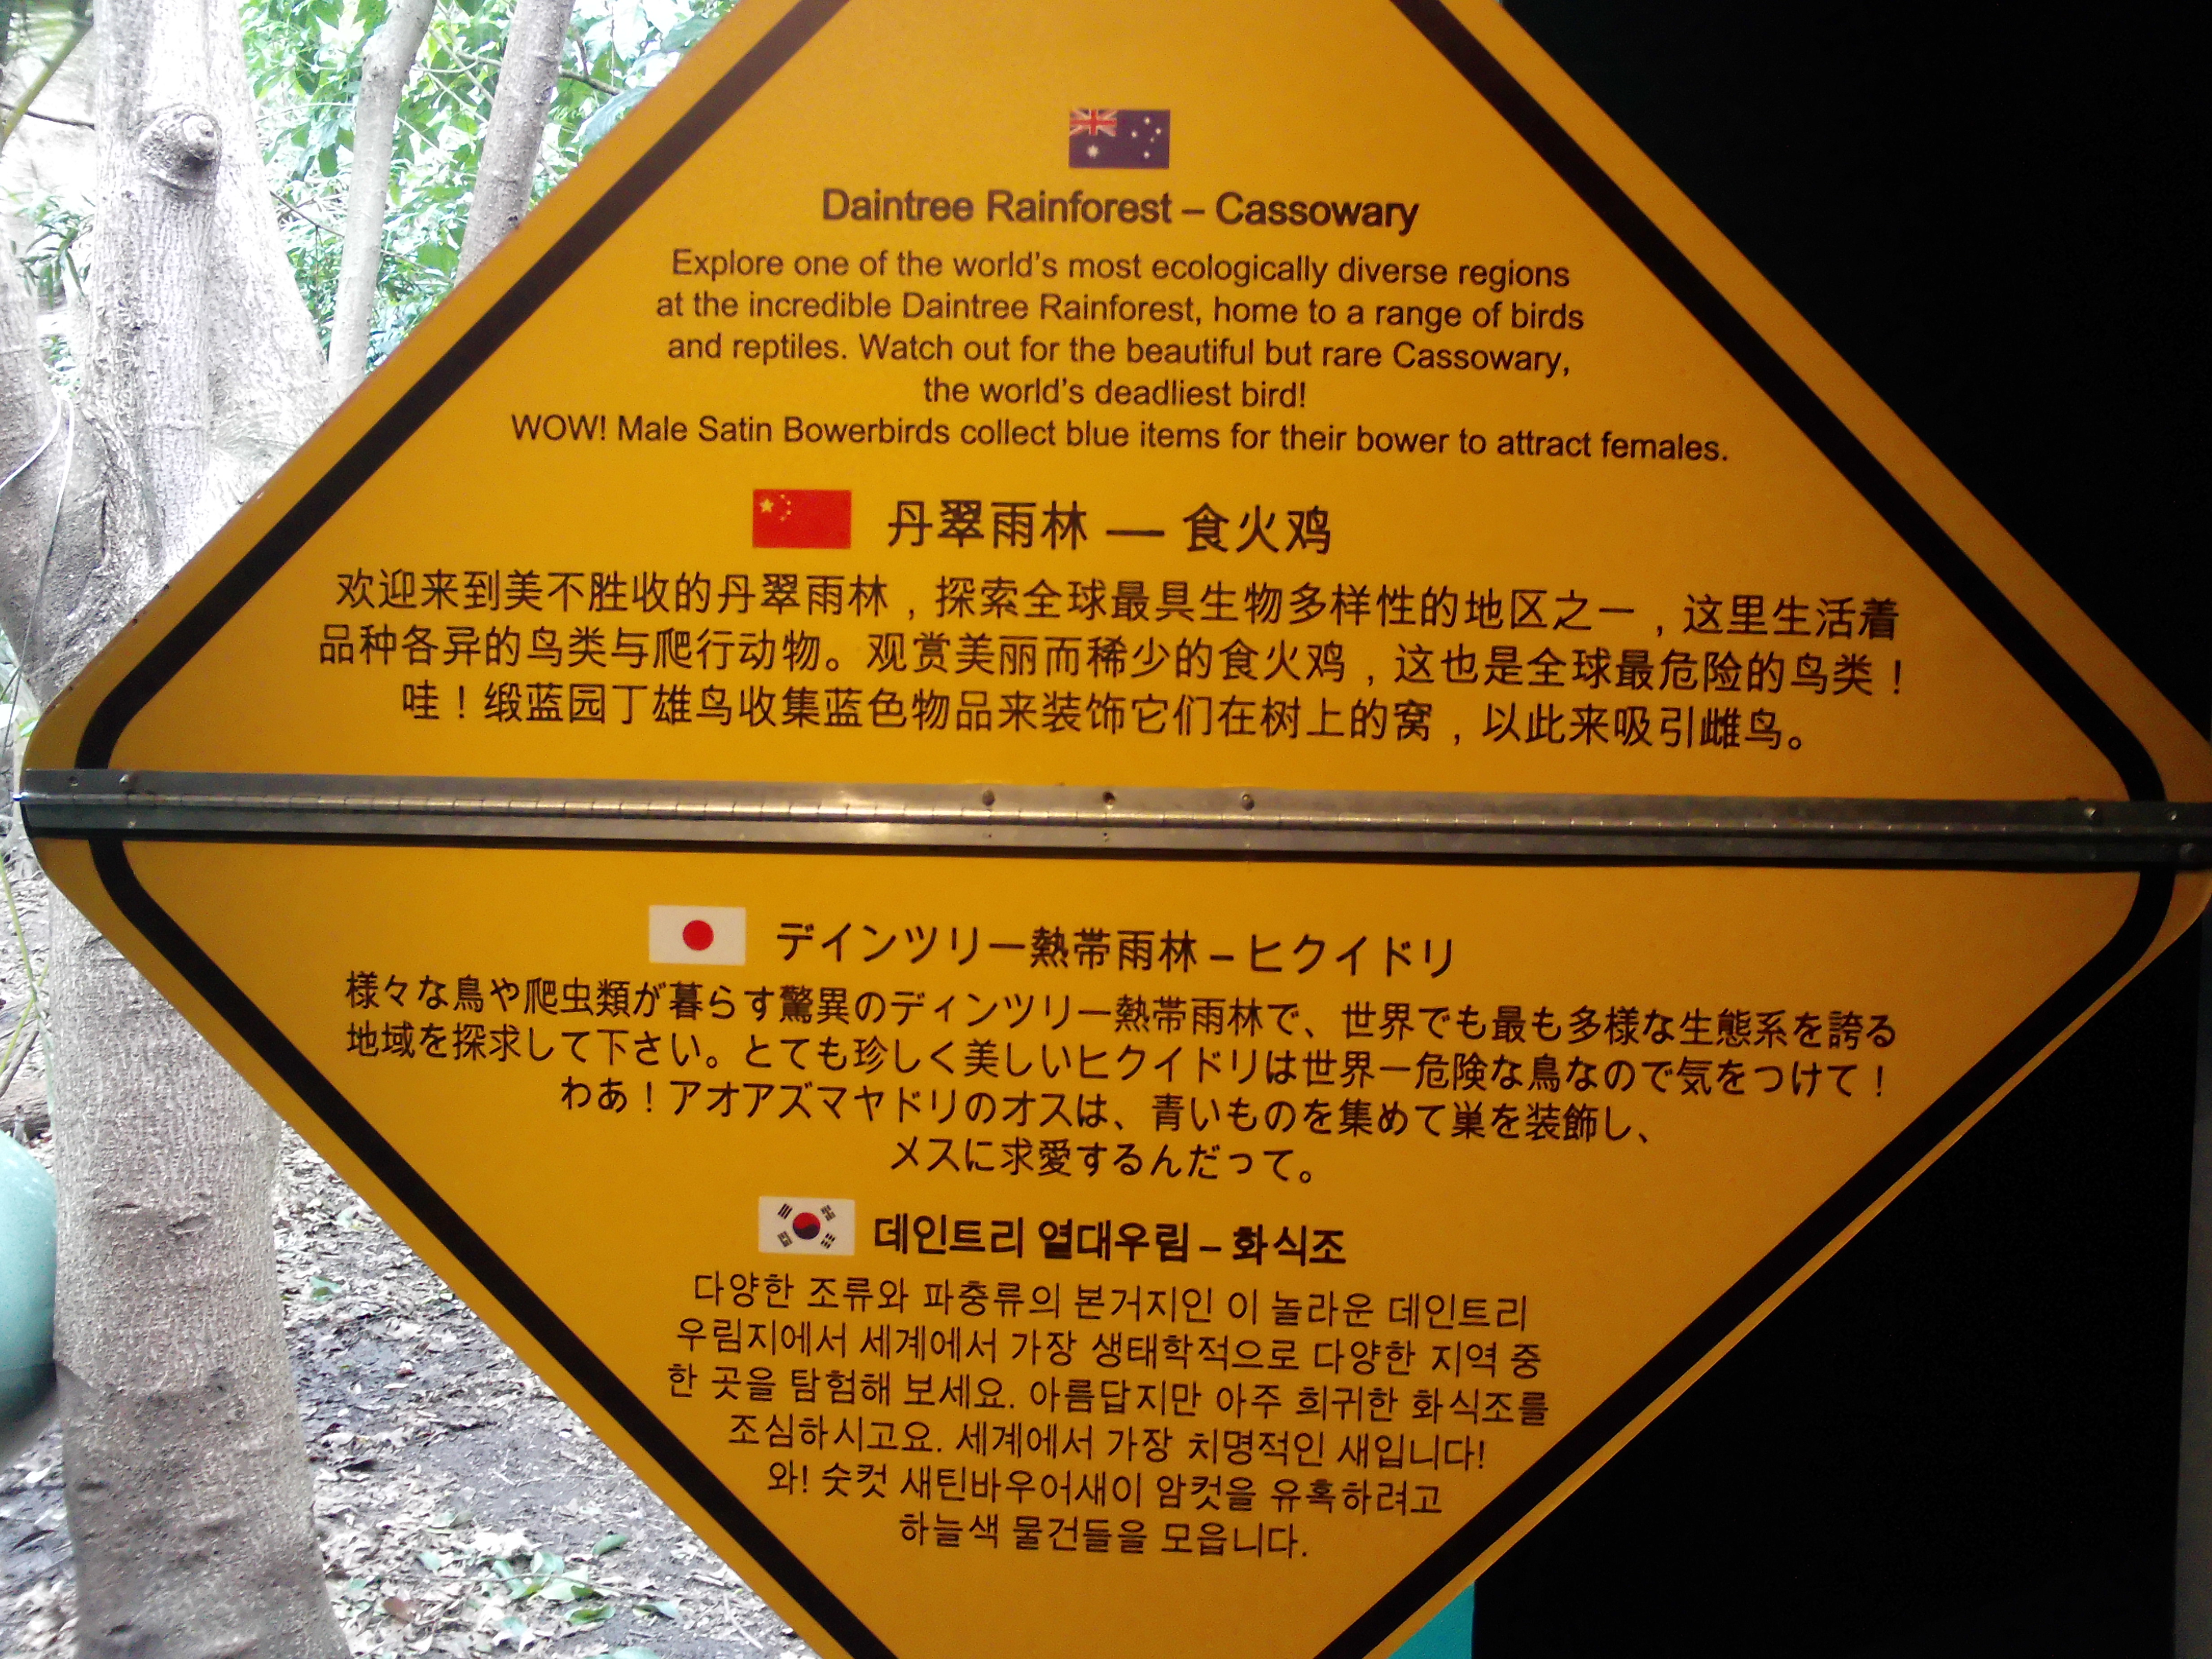 Daintree Rainforest – Cassowary
Explore one of the world's most ecologically diverse regions
at the incredible Daintree Rainforest, home to a range of birds
and reptiles. Watch out for the beautiful but rare Cassowary,
the world's deadliest bird!
WOW! Male Satin Bowerbirds collect blue items for their bower to attract females.
丹翠雨林 — 食火鸡
欢迎来到美不胜收的丹翠雨林，探索全球最具生物多样性的地区之一，这里生活着
品种各异的鸟类与爬行动物。观赏美丽而稀少的食火鸡，这也是全球最危险的鸟类！
哇！缎蓝园丁雄鸟收集蓝色物品来装饰它们在树上的窝，以此来吸引雌鸟。
デインツリー熱帯雨林 – ヒクイドリ
様々な鳥や爬虫類が暮らす驚異のディンツリー熱帯雨林で、世界でも最も多様な生態系を誇る
地域を探求して下さい。とても珍しく美しいヒクイドリは世界一危険な鳥なので気をつけて！
わあ！アオアズマヤドリのオスは、青いものを集めて巣を装飾し、
メスに求愛するんだって。
데인트리 열대우림 – 화식조
다양한 조류와 파충류의 본거지인 이 놀라운 데인트리
우림지에서 세계에서 가장 생태학적으로 다양한 지역 중
한 곳을 탐험해 보세요. 아름답지만 아주 희귀한 화식조를
조심하시고요. 세계에서 가장 치명적인 새입니다!
와! 숫컷 새틴바우어새이 암컷을 유혹하려고
하늘색 물건들을 모읍니다.